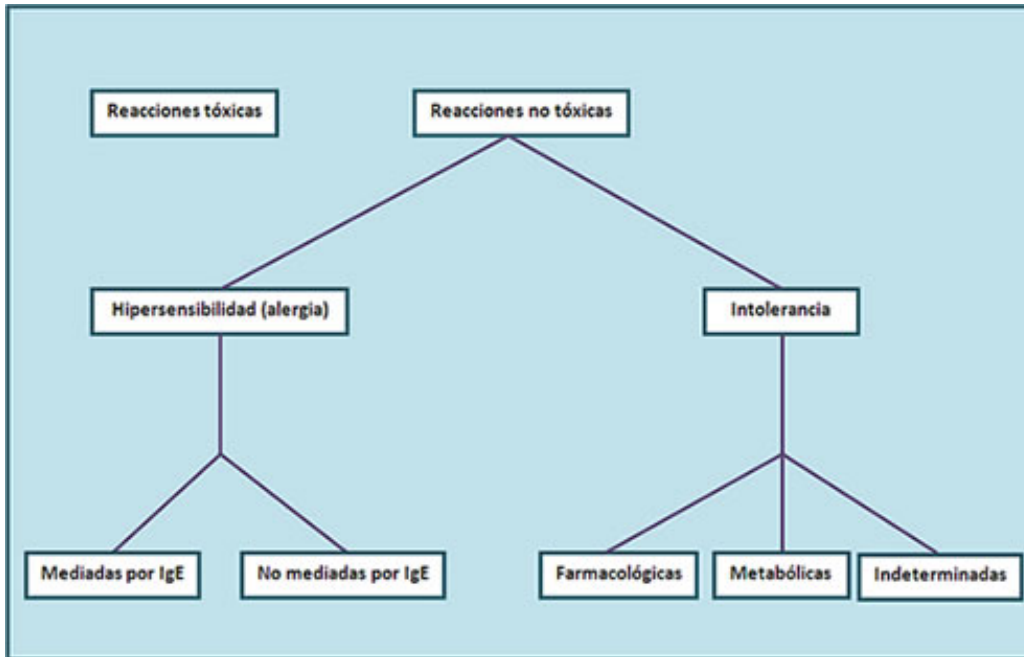 Reacciones tóxicas
Reacciones no tóxicas
Hipersensibilidad (alergia)
Intolerancia
Mediadas por IgE
No mediadas por IgE
Farmacológicas
Metabólicas
Indeterminadas